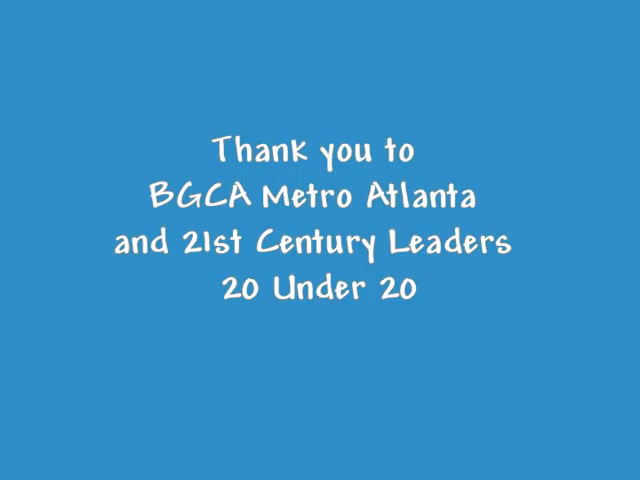 Thank you to
BGCA Metro Atlanta
and 21st Century Leaders
20 Under 20